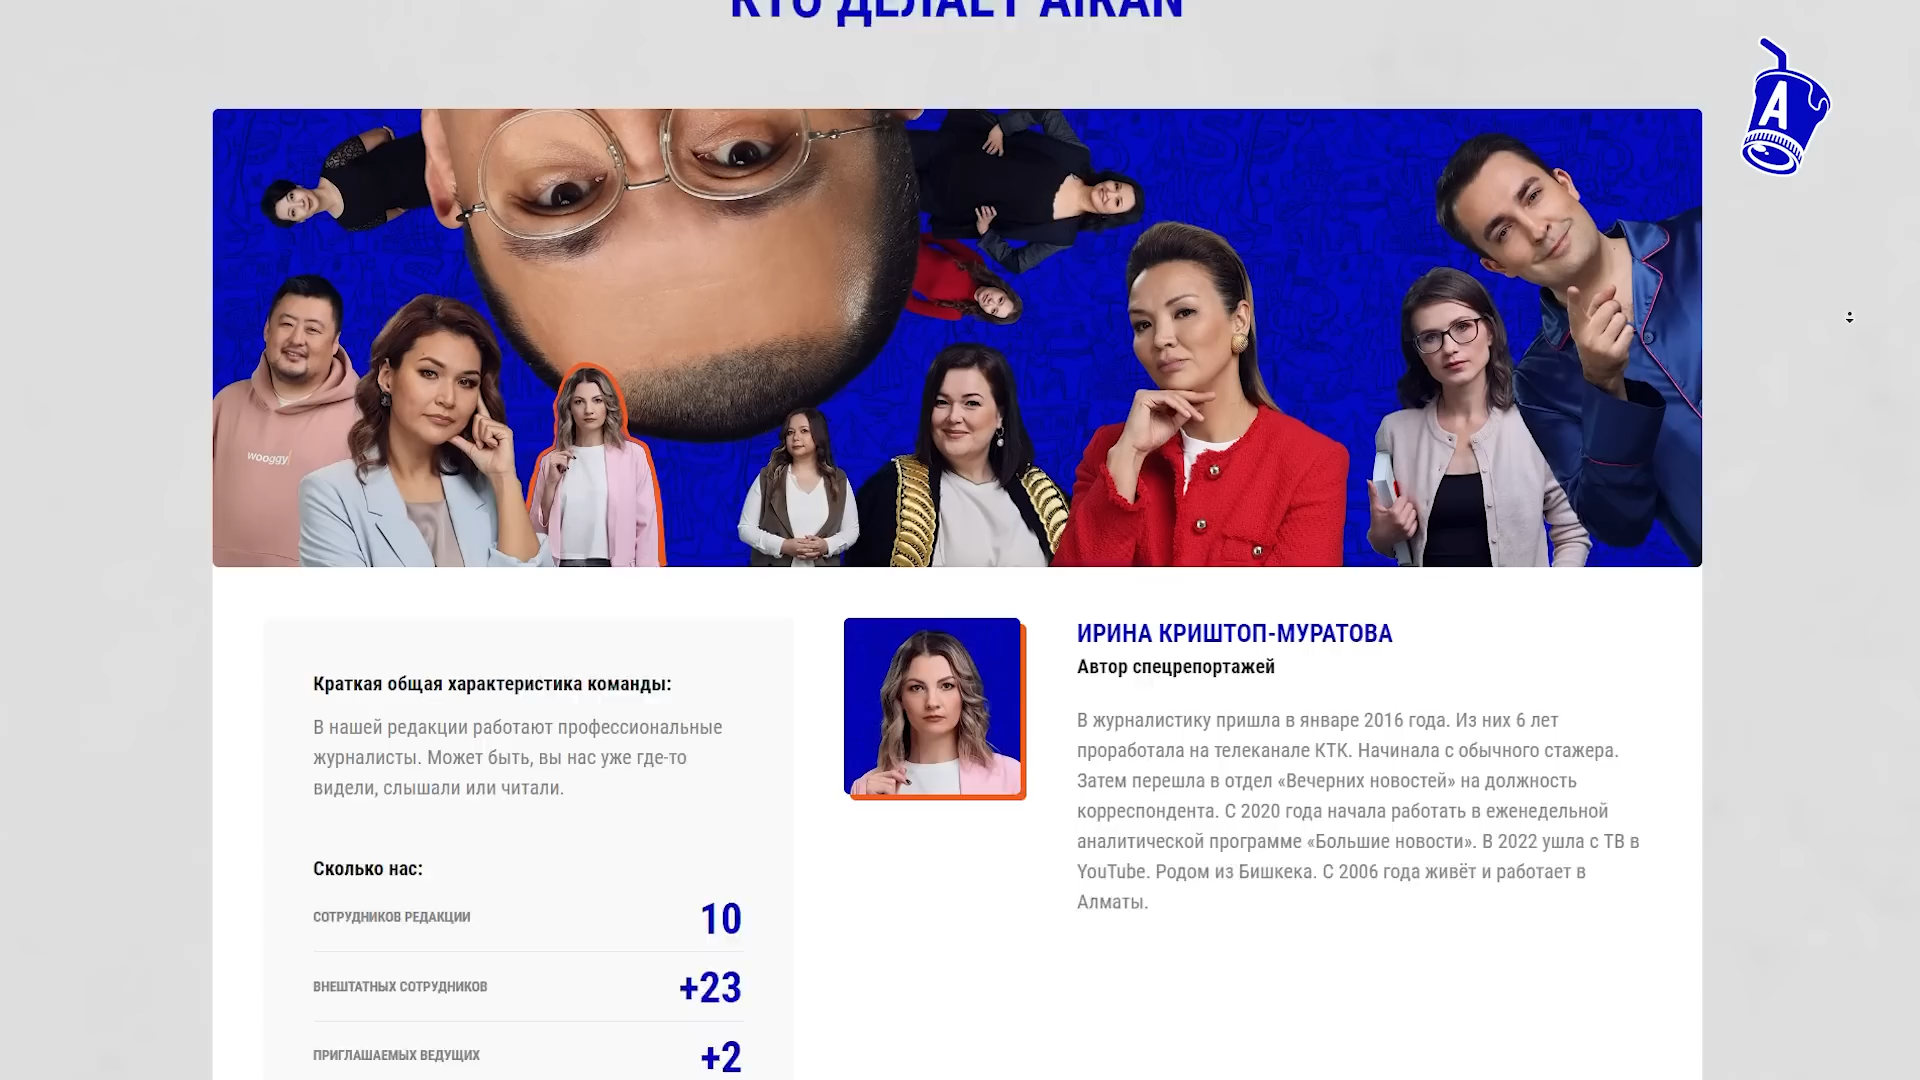 КТО ДЕЛАЕТ AIRAN
A
wooggy
Краткая общая характеристика команды:
В нашей редакции работают профессиональные
журналисты. Может быть, вы нас уже где-то
видели, слышали или читали.
Сколько нас:
СОТРУДНИКОВ РЕДАКЦИИ
10
ВНЕШТАТНЫХ СОТРУДНИКОВ
+23
ПРИГЛАШАЕМЫХ ВЕДУЩИХ
+2
ИРИНА КРИШТОП-МУРАТОВА
Автор спецрепортажей
В журналистику пришла в январе 2016 года. Из них 6 лет
проработала на телеканале КТК. Начинала с обычного стажера.
Затем перешла в отдел «Вечерних новостей» на должность
корреспондента. С 2020 года начала работать в еженедельной
аналитической программе «Большие новости». В 2022 ушла с ТВ в
YouTube. Родом из Бишкека. С 2006 года живёт и работает в
Алматы.